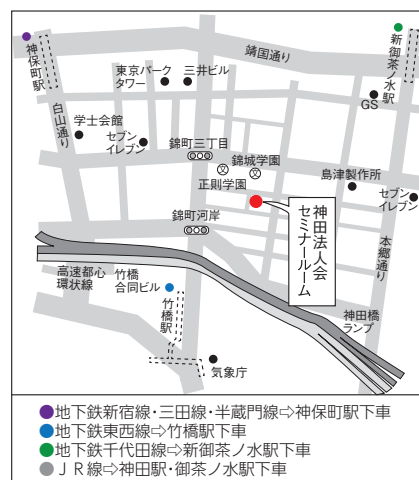 神保町駅
靖国通り
新御茶ノ水駅
東京パーク
タワー
三井ビル
白山通り
GS
学士会館
セブン
イレブン
錦町三丁目
錦城学園
正則学園
島津製作所
セブン
イレブン
神田法人会
セミナールーム
錦町河岸
本郷通り
高速都心
環状線
竹橋
合同ビル
竹橋駅
神田橋
ランプ
気象庁
●地下鉄新宿線・三田線・半蔵門線⇨神保町駅下車
●地下鉄東西線⇨竹橋駅下車
●地下鉄千代田線⇨新御茶ノ水駅下車
●ＪＲ線⇨神田駅・御茶ノ水駅下車